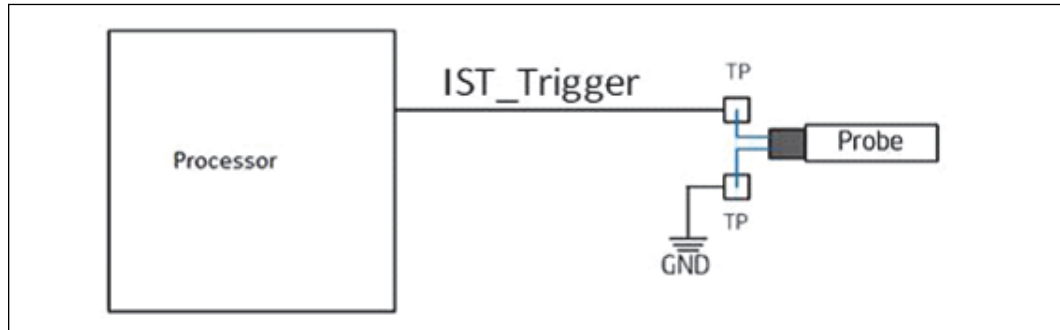 IST_Trigger
TP
Processor
Probe
TP
GND